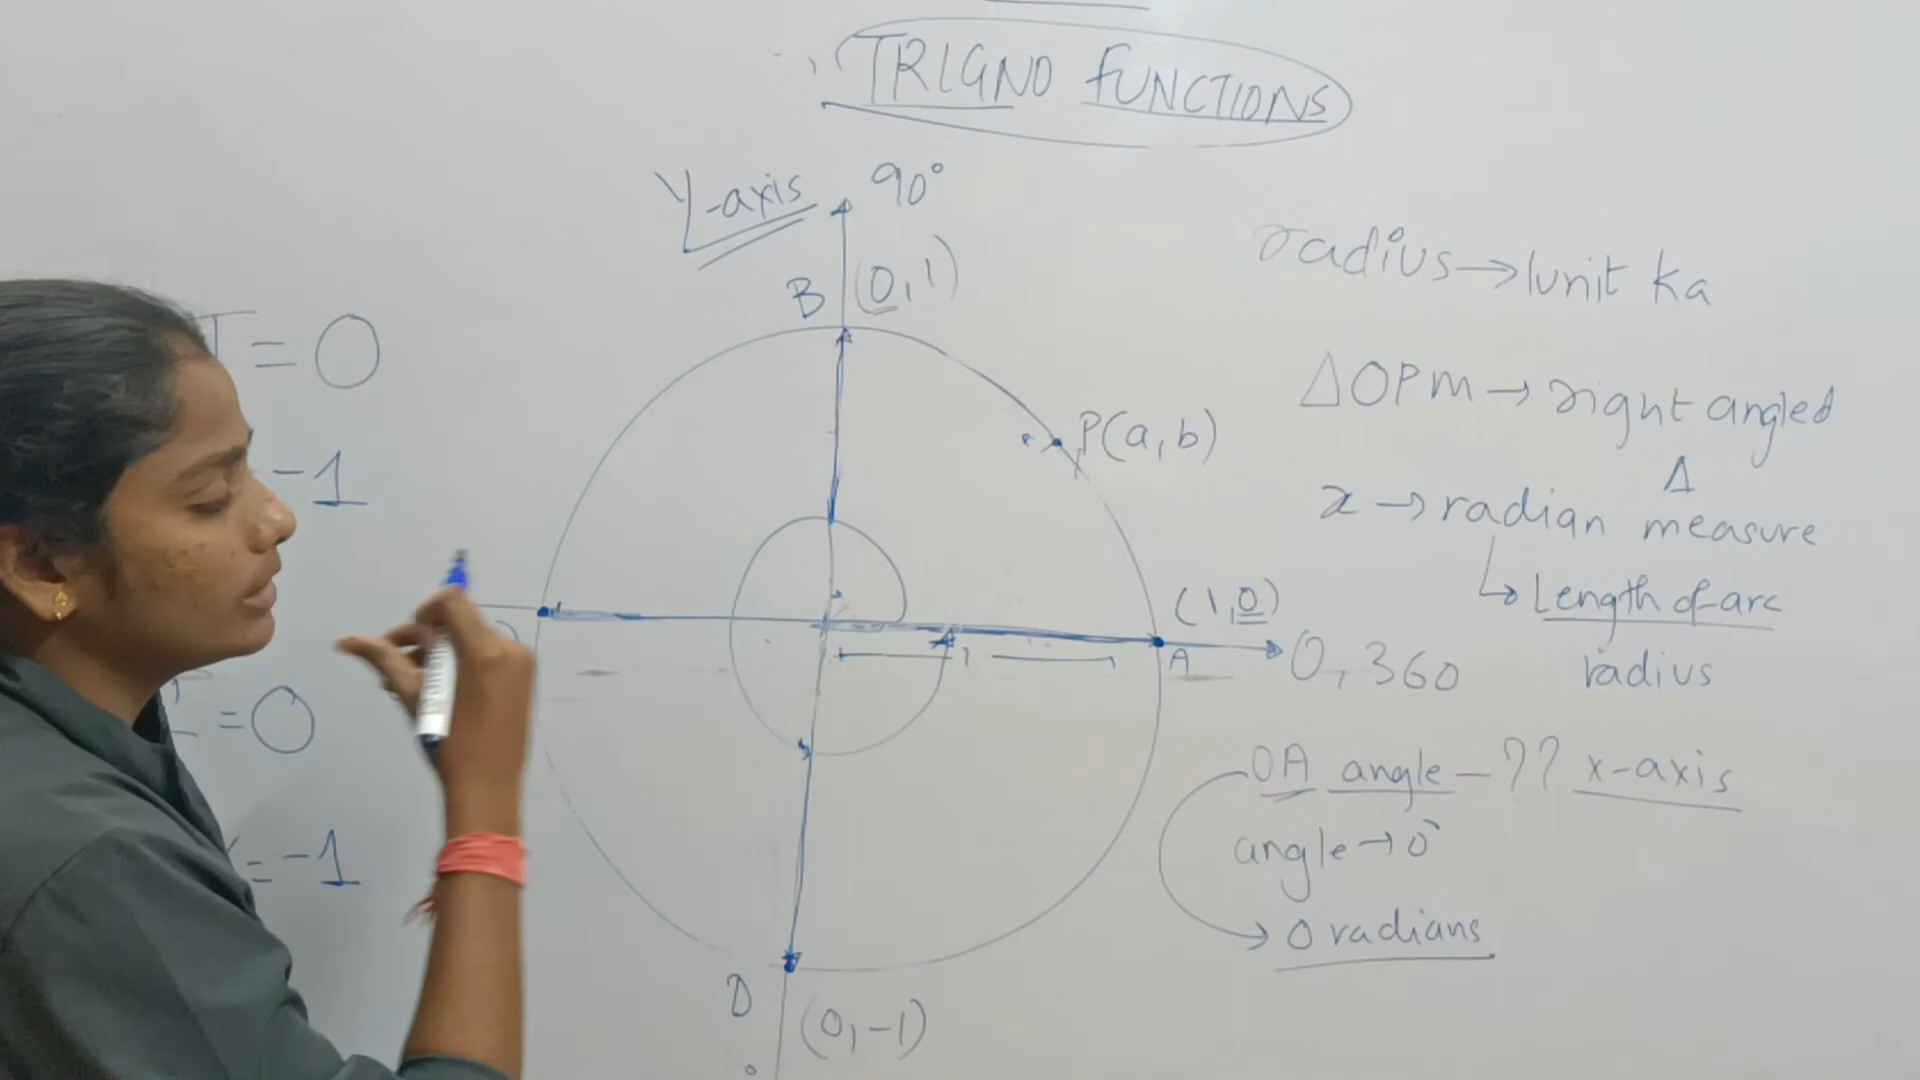 TRIGNO FUNCTIONS
Y-axis 90°
B (0,1)
radius → 1unit ka
= 0
ΔOPM → right angled
Δ
P(a,b)
-1
x → radian measure
Length of arc
radius
(1,0)
A
1
0, 360
= 0
OA angle - ?? x-axis
angle → 0°
= -1
0 radians
D
(0,-1)